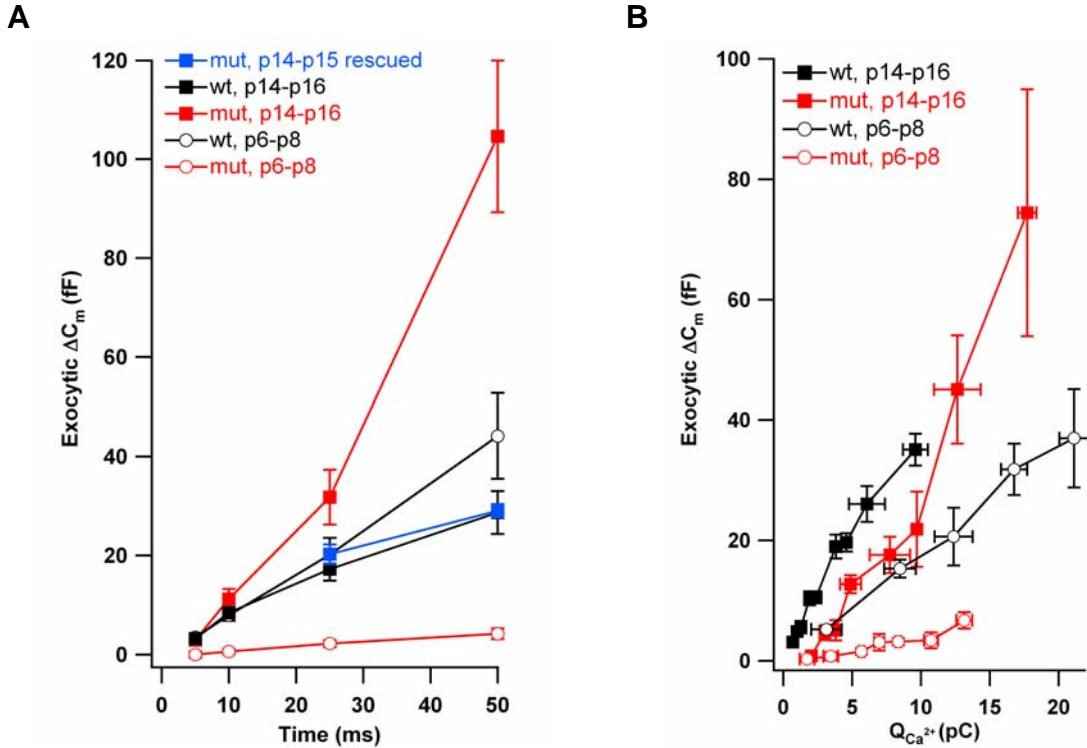 A
120
100
80
60
40
20
0
Exocytic ΔCm (fF)
mut, p14-p15 rescued
wt, p14-p16
mut, p14-p16
wt, p6-p8
mut, p6-p8
0 10 20 30 40 50
Time (ms)
B
100
80
60
40
20
0
Exocytic ΔCm (fF)
wt, p14-p16
mut, p14-p16
wt, p6-p8
mut, p6-p8
0 5 10 15 20
QCa2+ (pC)